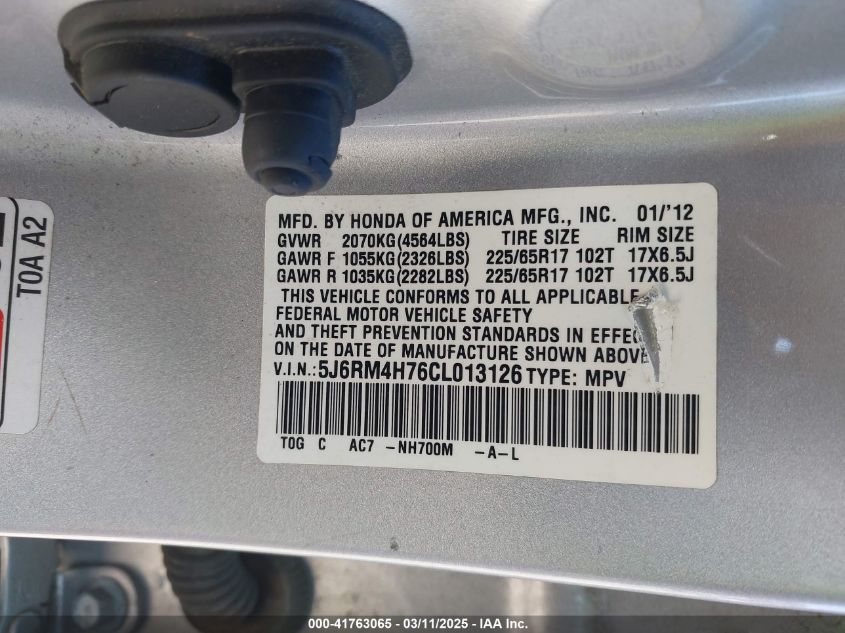 MFD. BY HONDA OF AMERICA MFG., INC. 01/'12
GVWR 2070KG(4564LBS) TIRE SIZE RIM SIZE
GAWR F 1055KG(2326LBS) 225/65R17 102T 17X6.5J
GAWR R 1035KG(2282LBS) 225/65R17 102T 17X6.5J
THIS VEHICLE CONFORMS TO ALL APPLICABLE
FEDERAL MOTOR VEHICLE SAFETY
AND THEFT PREVENTION STANDARDS IN EFFEC
ON THE DATE OF MANUFACTURE SHOWN ABOVE
V.I.N.: 5J6RM4H76CL013126 TYPE: MPV
TOG C AC7 -NH700M -A-L
TOA A2
000-41763065 - 03/11/2025 - IAA Inc.